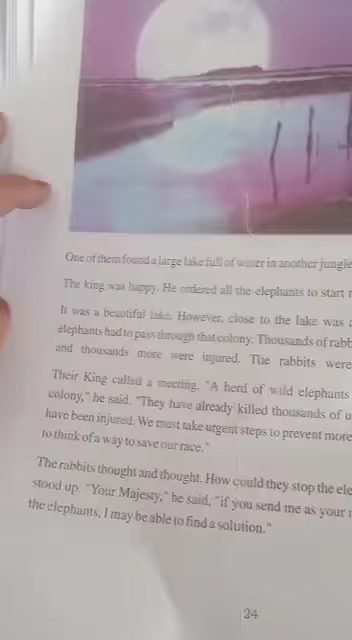 One of them found a large lake full of water in another jungle
The king was happy. He ordered all the elephants to start
It was a beautiful lake. However, close to the lake was
elephants had to pass through that colony. Thousands of rabb
and thousands more were injured. The rabbits were
Their King called a meeting. "A herd of wild elephants
colony," he said. "They have already killed thousands of u
have been injured. We must take urgent steps to prevent more
to think of a way to save our race."
The rabbits thought and thought. How could they stop the ele
stood up. "Your Majesty," he said, "if you send me as your
the elephants, I may be able to find a solution."
24